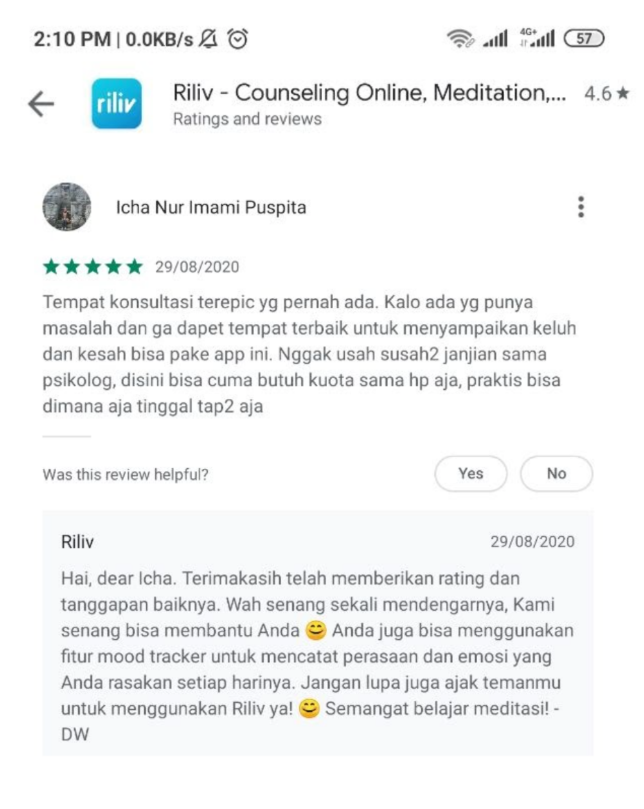 2:10 PM | 0.0KB/s
4G+
57
riliv
Riliv - Counseling Online, Meditation,... 4.6★
Ratings and reviews
Icha Nur Imami Puspita
★★★★★ 29/08/2020
Tempat konsultasi terepic yg pernah ada. Kalo ada yg punya
masalah dan ga dapet tempat terbaik untuk menyampaikan keluh
dan kesah bisa pake app ini. Nggak usah susah2 janjian sama
psikolog, disini bisa cuma butuh kuota sama hp aja, praktis bisa
dimana aja tinggal tap2 aja
Was this review helpful?
Yes
No
Riliv 29/08/2020
Hai, dear Icha. Terimakasih telah memberikan rating dan
tanggapan baiknya. Wah senang sekali mendengarnya, Kami
senang bisa membantu Anda 😊 Anda juga bisa menggunakan
fitur mood tracker untuk mencatat perasaan dan emosi yang
Anda rasakan setiap harinya. Jangan lupa juga ajak temanmu
untuk menggunakan Riliv ya! 😊 Semangat belajar meditasi! -
DW